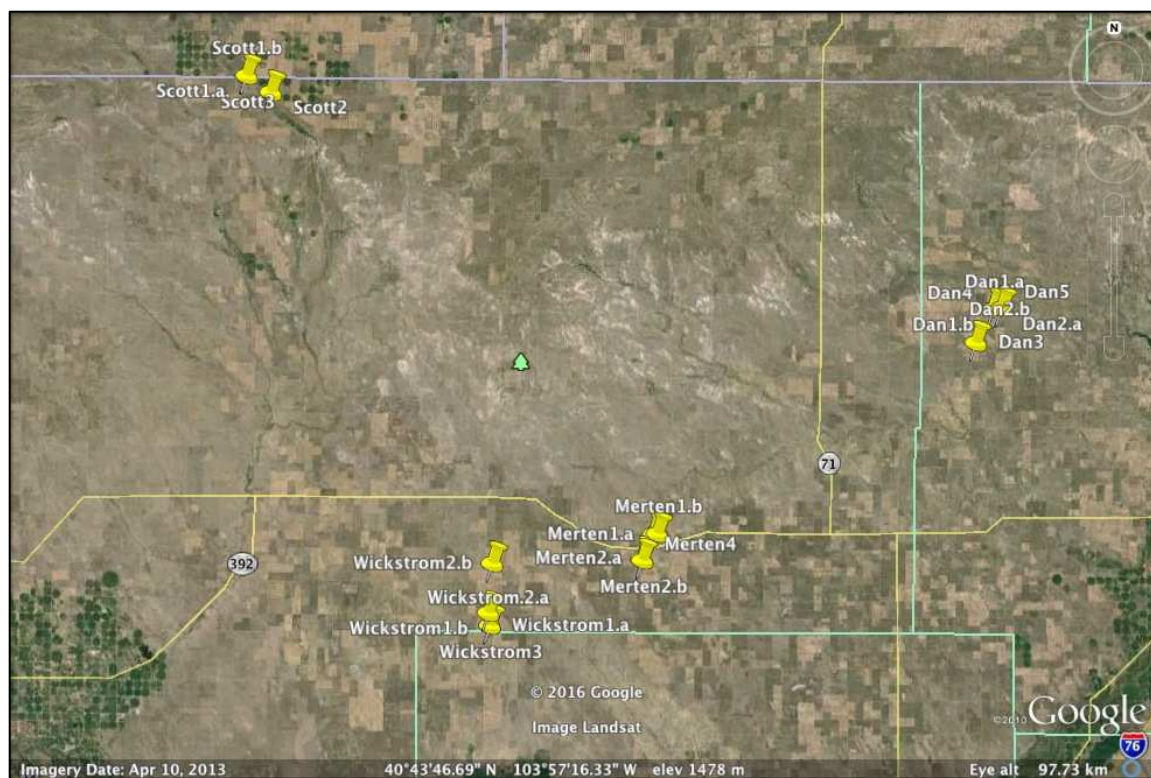 N
Scott1.b
Scott1.a.
Scott3
Scott2
Dan1.a
Dan4
Dan5
Dan2.b
Dan1.b
Dan2.a
Dan3
71
Merten1.b
Merten1.a
Merten4
Merten2.a
Merten2.b
392
Wickstrom2.b
Wickstrom.2.a
Wickstrom1.b
Wickstrom1.a
Wickstrom3
© 2016 Google
Image Landsat
©2010 Google
76
Imagery Date: Apr 10, 2013 40°43'46.69" N 103°57'16.33" W elev 1478 m Eye alt 97.73 km